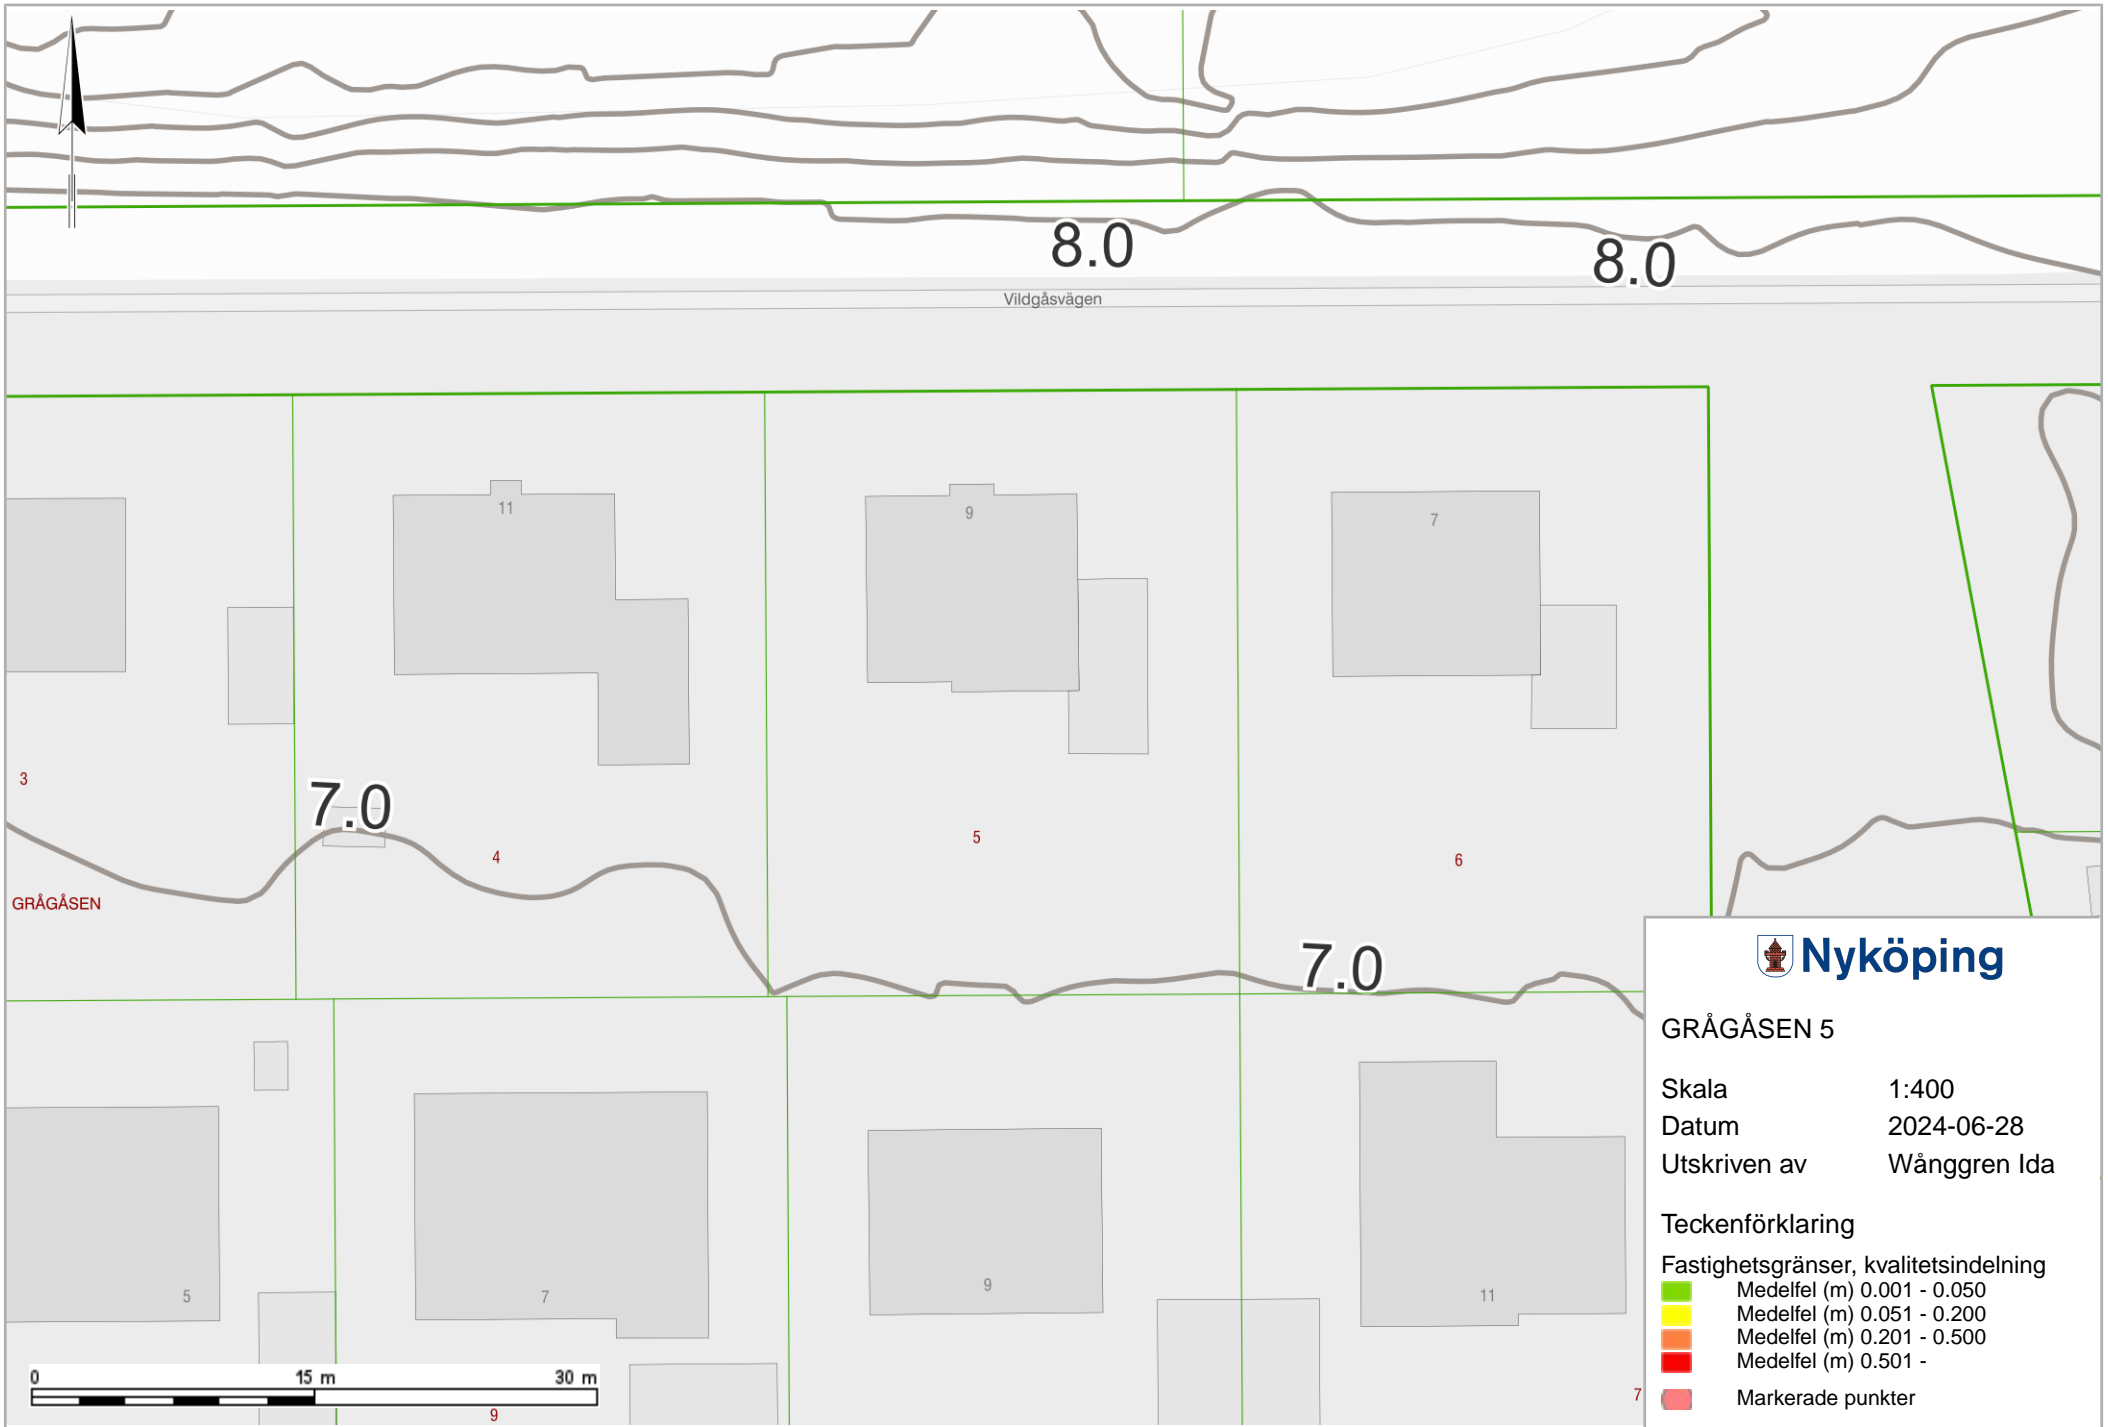 8.0
8.0
Vildgåsvägen
11
9
7
3
7.0
4
5
6
GRÅGÅSEN
7.0
5
7
9
11
7
9
0 15 m 30 m
Nyköping
GRÅGÅSEN 5
Skala 1:400
Datum 2024-06-28
Utskriven av Wånggren Ida
Teckenförklaring
Fastighetsgränser, kvalitetsindelning
Medelfel (m) 0.001 - 0.050
Medelfel (m) 0.051 - 0.200
Medelfel (m) 0.201 - 0.500
Medelfel (m) 0.501 -
Markerade punkter